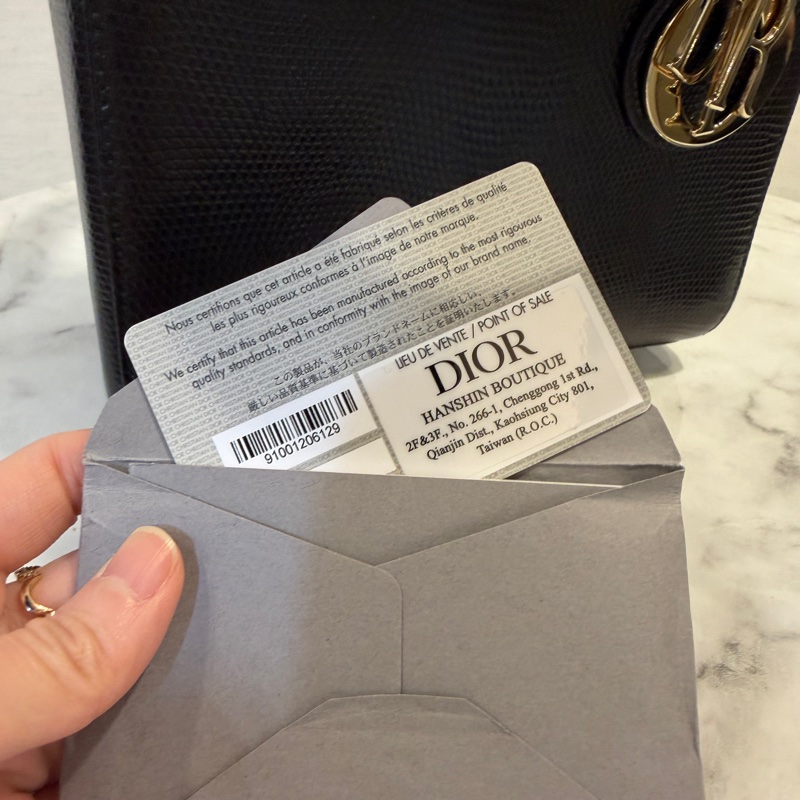 Nous certifions que cet article a été fabriqué selon les critères de qualité
les plus rigoureux conformes à l'image de notre marque.
We certify that this article has been manufactured according to the most rigourous
quality standards, and in conformity with the image of our brand name,
この製品が、当社のブランドネームに相応しい、
厳しい品質基準に基づいて製造されたことを証明いたします。
LIEU DE VENTE / POINT OF SALE
DIOR
HANSHIN BOUTIQUE
2F&3F., No. 266-1, Chenggong 1st Rd.,
Qianjin Dist., Kaohsiung City 801,
Taiwan (R.O.C.)
91001206129